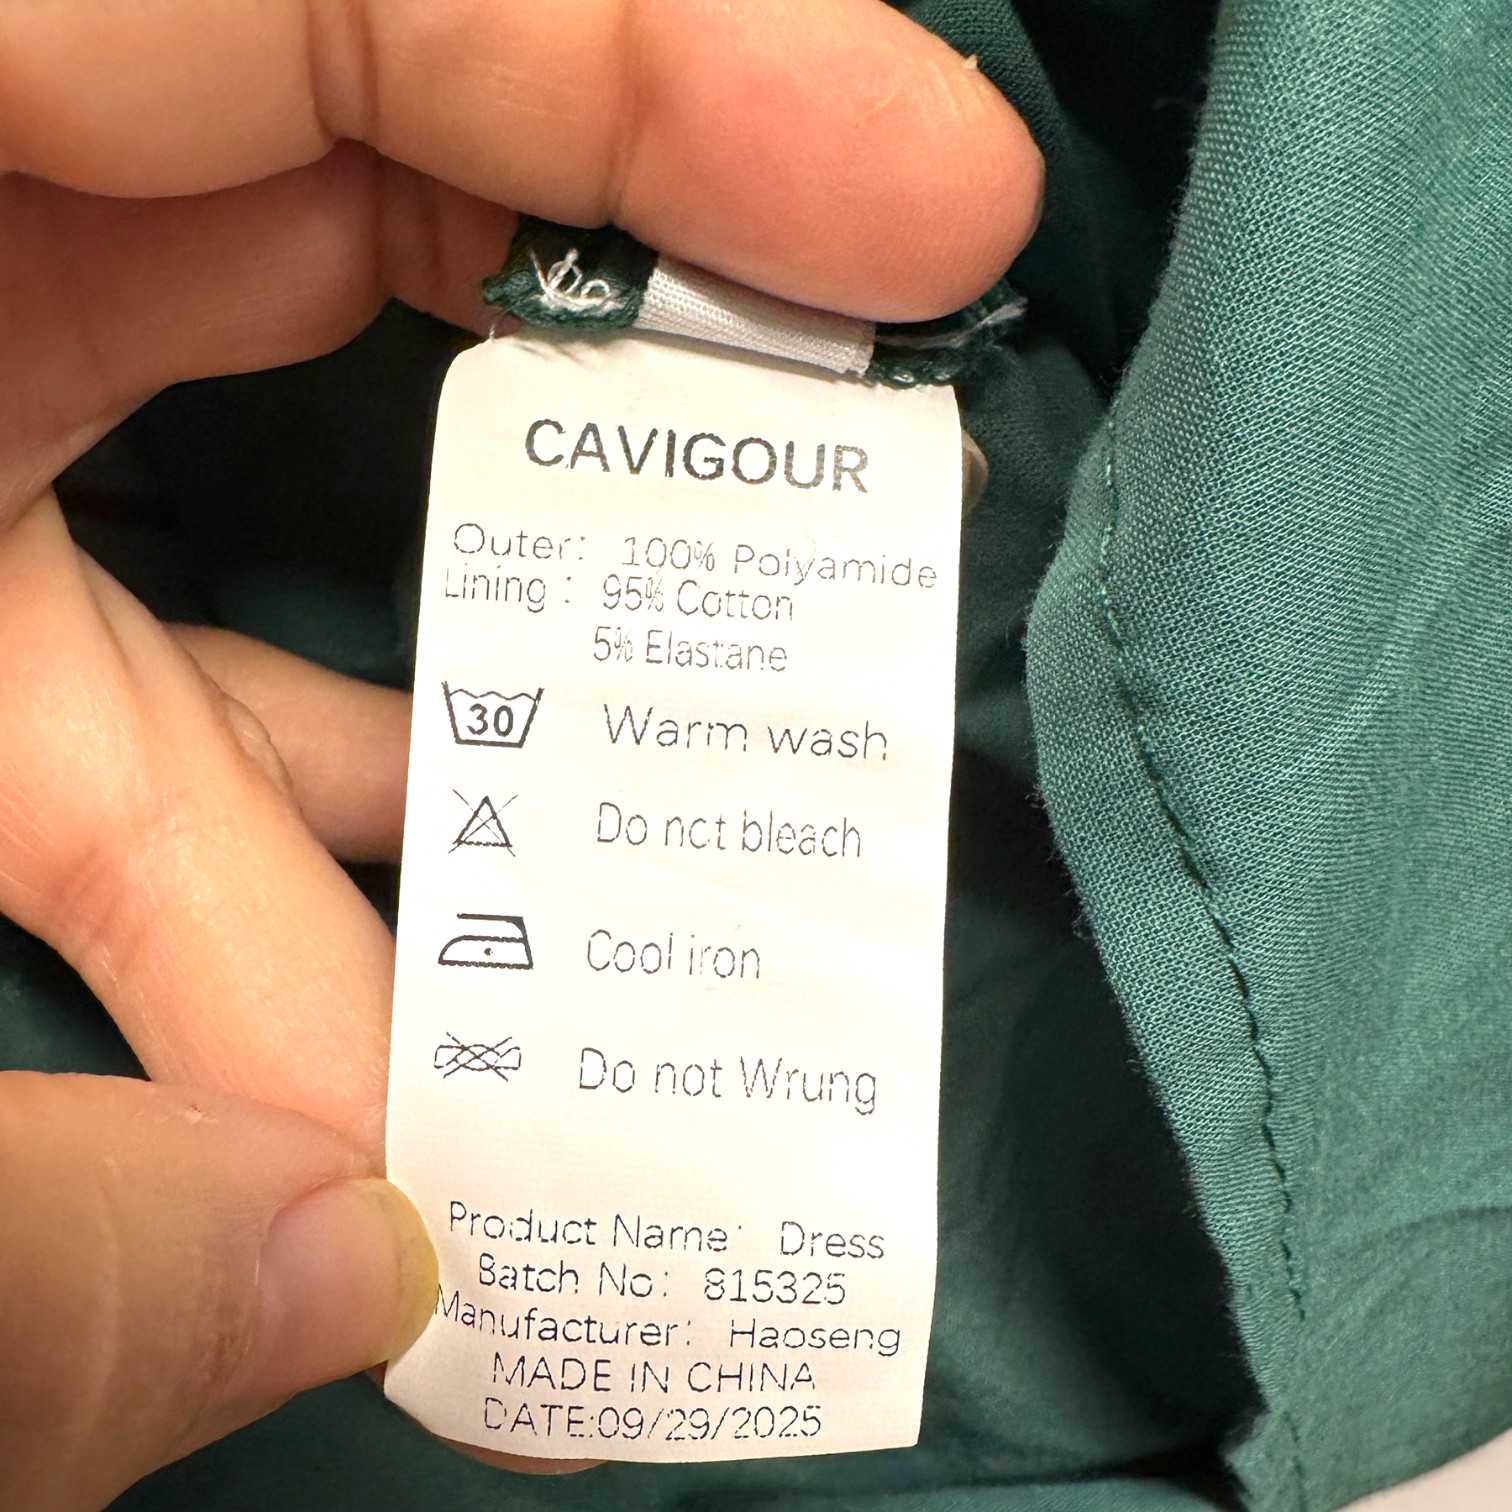 CAVIGOUR
Outer: 100% Polyamide
Lining : 95% Cotton
5% Elastane
30 Warm wash
Do not bleach
Cool iron
Do not Wrung
Product Name: Dress
Batch No: 815325
Manufacturer: Haoseng
MADE IN CHINA
DATE:09/29/2025